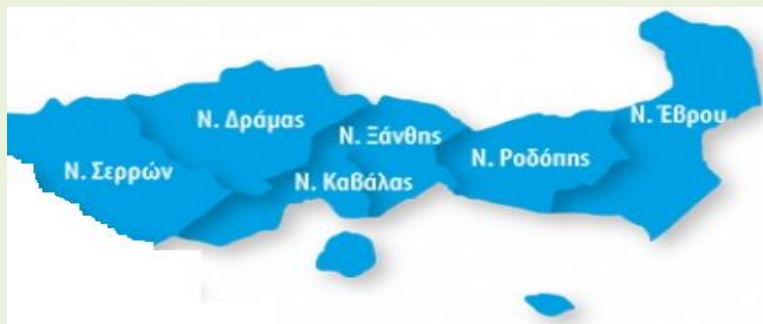 Ν. Έβρου
Ν. Δράμας
Ν. Ξάνθης
Ν. Ροδόπης
Ν. Σερρών
Ν. Καβάλας